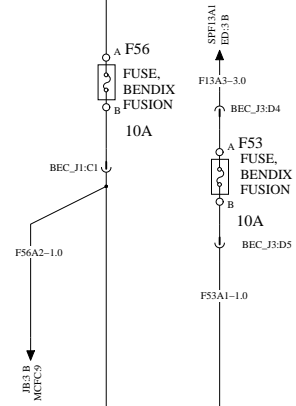 A F56
FUSE,
BENDIX
FUSION
B
10A
BEC_J1:C1
F56A2–1.0
JB:3 B
MCFC:9
SPF13A1
ED:3 B
F13A3–3.0
BEC_J3:D4
A F53
FUSE,
BENDIX
FUSION
B
10A
BEC_J3:D5
F53A1–1.0